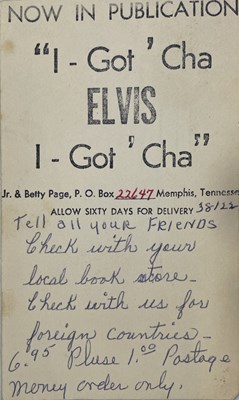 NOW IN PUBLICATION
"I - Got 'Cha
ELVIS
I - Got 'Cha"
Jr. & Betty Page, P. O. Box 22647 Memphis, Tennessee
ALLOW SIXTY DAYS FOR DELIVERY 38122
Tell all your FRIENDS
Check with your
local book store -
Check with us for
foreign countries -
6.95 Pluse 1.00 Postage
Money order only.